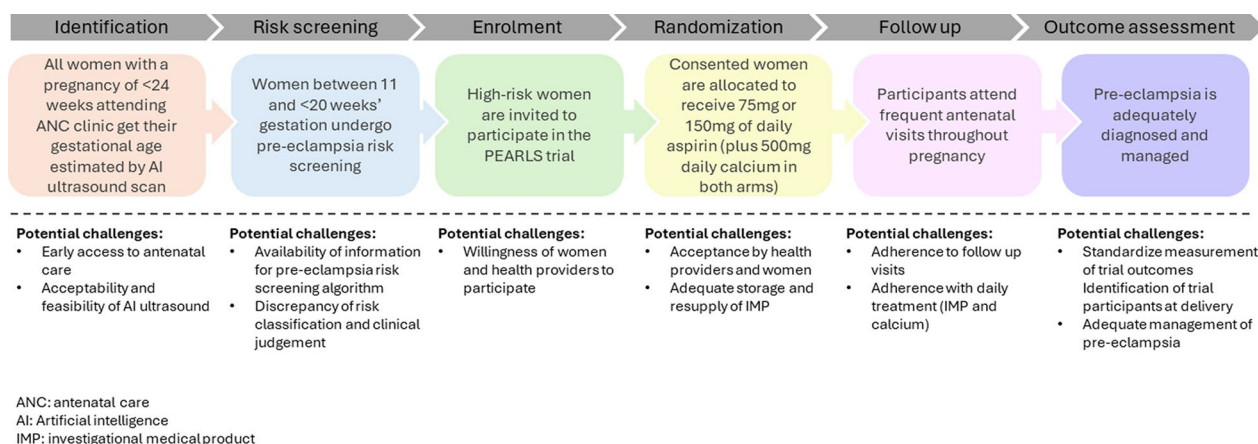 Identification
Risk screening
Enrolment
Randomization
Follow up
Outcome assessment
All women with a
pregnancy of <24
weeks attending
ANC clinic get their
gestational age
estimated by AI
ultrasound scan
Women between 11
and <20 weeks’
gestation undergo
pre-eclampsia risk
screening
High-risk women
are invited to
participate in the
PEARLS trial
Consented women
are allocated to
receive 75mg or
150mg of daily
aspirin (plus 500mg
daily calcium in
both arms)
Participants attend
frequent antenatal
visits throughout
pregnancy
Pre-eclampsia is
adequately
diagnosed and
managed
Potential challenges:
• Early access to antenatal
care
• Acceptability and
feasibility of AI ultrasound
Potential challenges:
• Availability of information
for pre-eclampsia risk
screening algorithm
• Discrepancy of risk
classification and clinical
judgement
Potential challenges:
• Willingness of women
and health providers to
participate
Potential challenges:
• Acceptance by health
providers and women
• Adequate storage and
resupply of IMP
Potential challenges:
• Adherence to follow up
visits
• Adherence with daily
treatment (IMP and
calcium)
Potential challenges:
• Standardize measurement
of trial outcomes
Identification of trial
participants at delivery
• Adequate management of
pre-eclampsia
ANC: antenatal care
AI: Artificial intelligence
IMP: investigational medical product